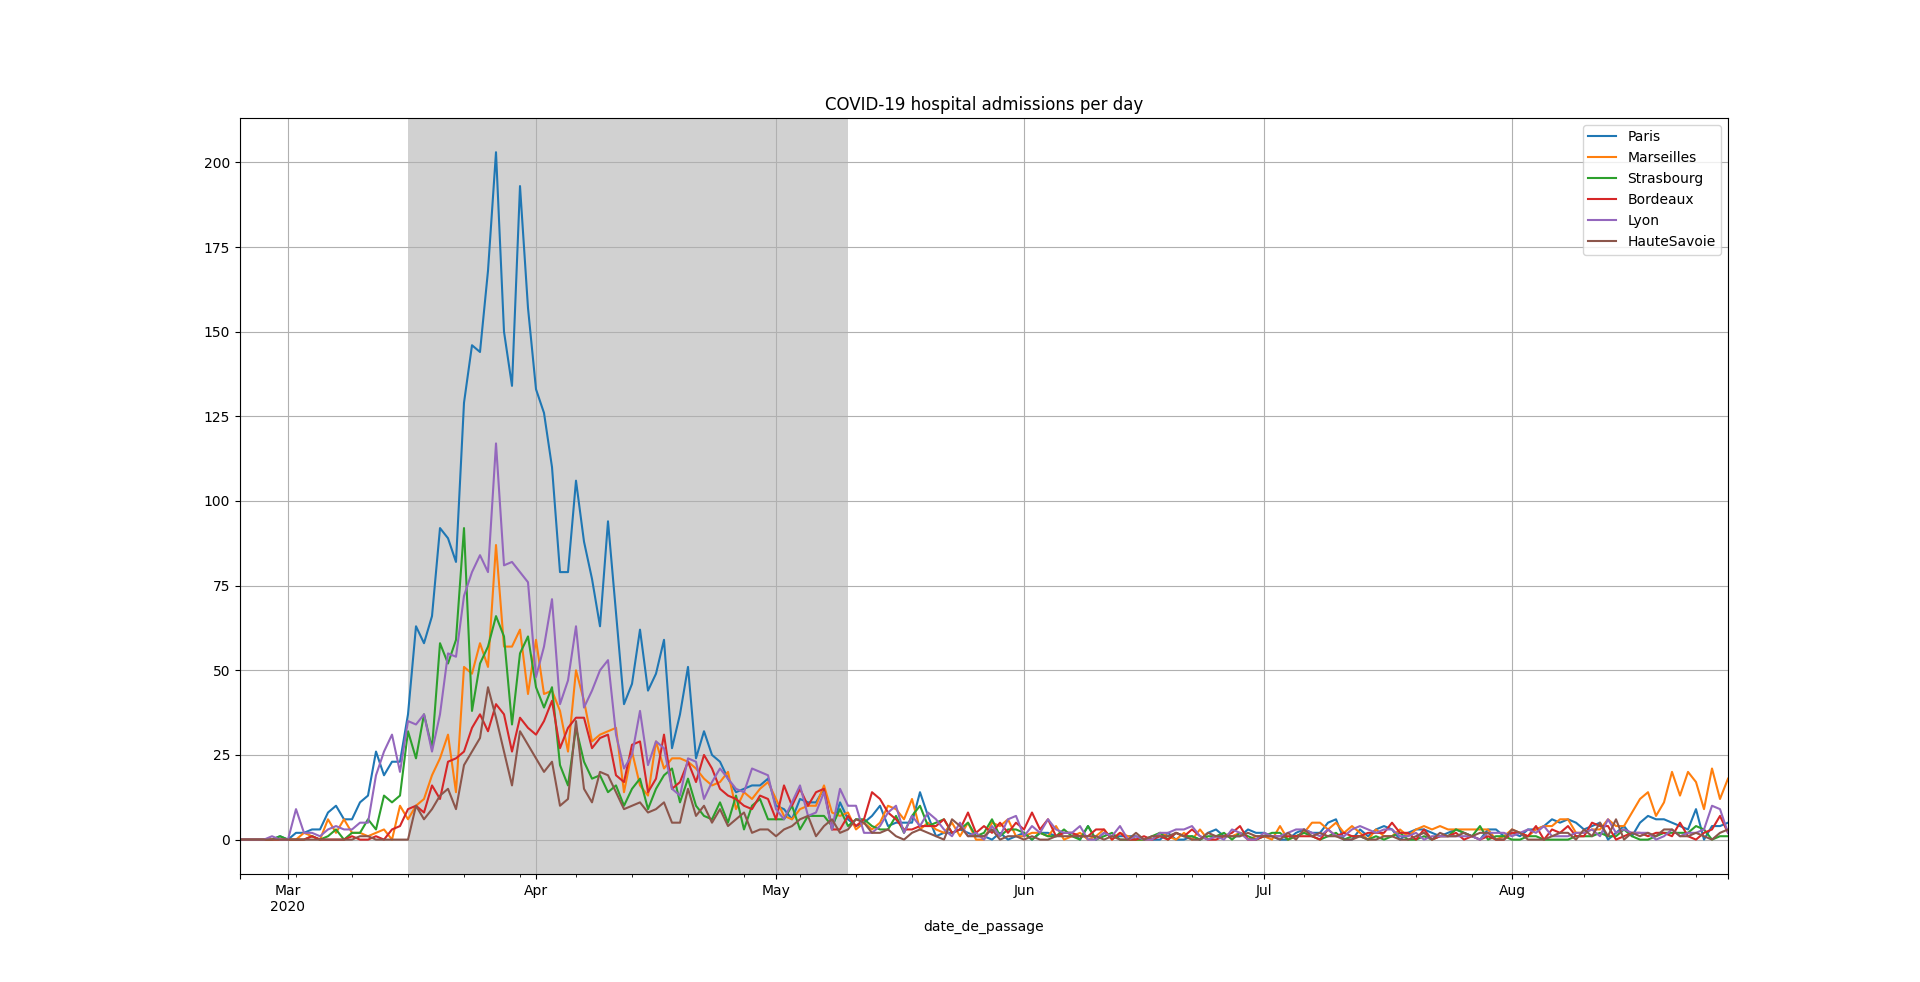 COVID-19 hospital admissions per day
Paris
Marseilles
Strasbourg
Bordeaux
Lyon
HauteSavoie
200
175
150
125
100
75
50
25
0
Mar Apr May Jun Jul Aug
2020
date_de_passage